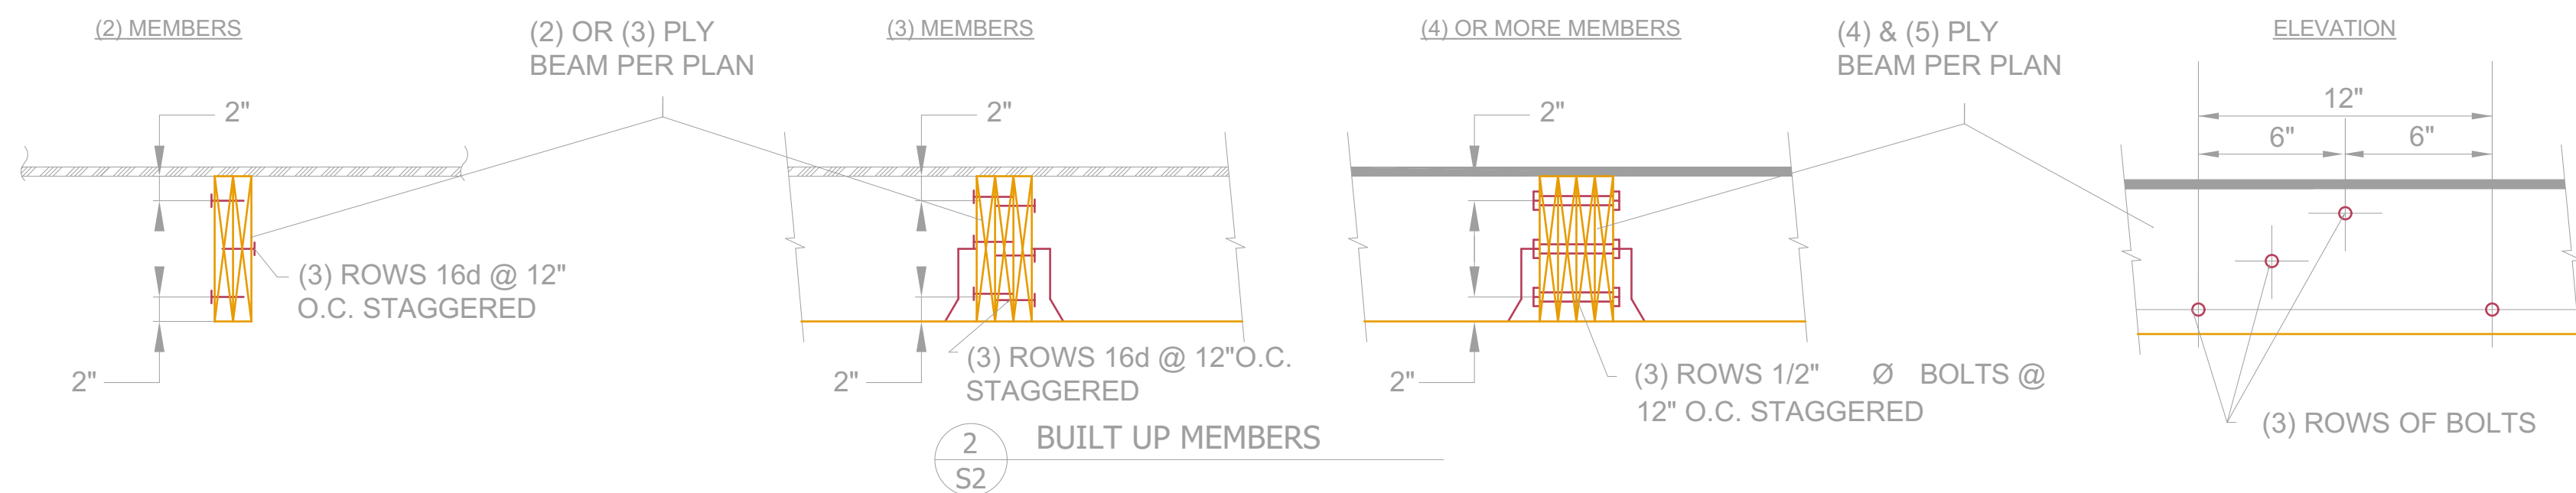 (2) MEMBERS
2"
2"
(3) ROWS 16d @ 12"
O.C. STAGGERED
(2) OR (3) PLY
BEAM PER PLAN
(3) MEMBERS
2"
2"
(3) ROWS 16d @ 12"O.C.
STAGGERED
(4) OR MORE MEMBERS
2"
2"
(3) ROWS 1/2" Ø BOLTS @
12" O.C. STAGGERED
(4) & (5) PLY
BEAM PER PLAN
ELEVATION
12"
6" 6"
(3) ROWS OF BOLTS
2
S2
BUILT UP MEMBERS